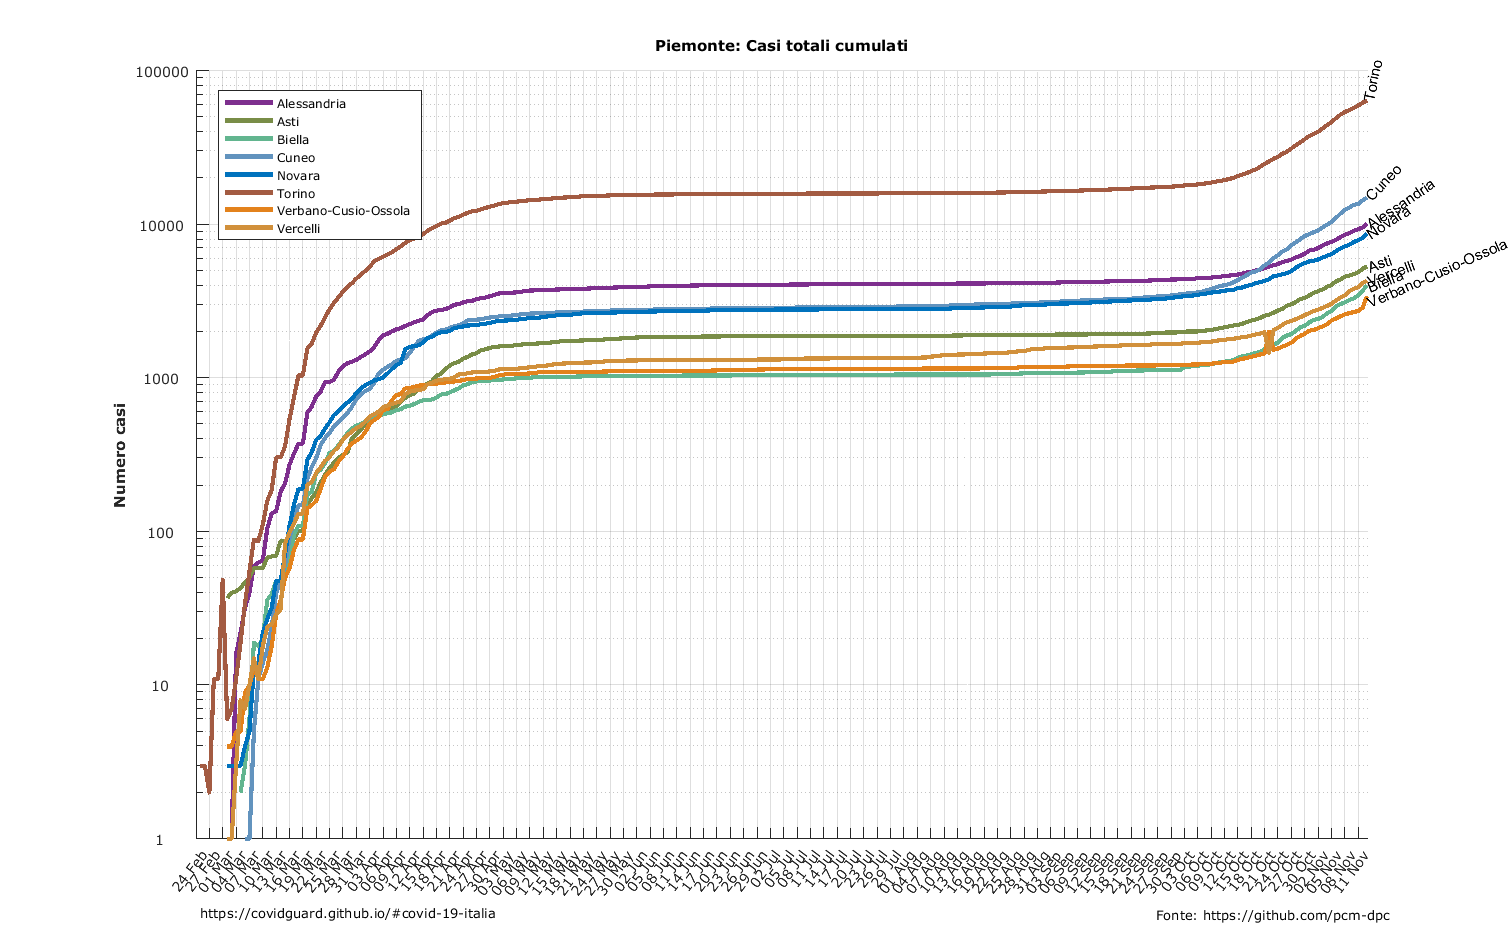 Piemonte: Casi totali cumulati
100000
10000
1000
100
10
1
Numero casi
Alessandria
Asti
Biella
Cuneo
Novara
Torino
Verbano-Cusio-Ossola
Vercelli
Torino
Cuneo
Alessandria
Novara
Asti
Vercelli
Biella
Verbano-Cusio-Ossola
24 Feb
27 Feb
01 Mar
04 Mar
07 Mar
10 Mar
13 Mar
16 Mar
19 Mar
22 Mar
25 Mar
28 Mar
31 Mar
03 Apr
06 Apr
09 Apr
12 Apr
15 Apr
18 Apr
21 Apr
24 Apr
27 Apr
30 Apr
03 May
06 May
09 May
12 May
15 May
18 May
21 May
24 May
27 May
30 May
02 Jun
05 Jun
08 Jun
11 Jun
14 Jun
17 Jun
20 Jun
23 Jun
26 Jun
29 Jun
02 Jul
05 Jul
08 Jul
11 Jul
14 Jul
17 Jul
20 Jul
23 Jul
26 Jul
29 Jul
01 Aug
04 Aug
07 Aug
10 Aug
13 Aug
16 Aug
19 Aug
22 Aug
25 Aug
28 Aug
31 Aug
03 Sep
06 Sep
09 Sep
12 Sep
15 Sep
18 Sep
21 Sep
24 Sep
27 Sep
30 Sep
03 Oct
06 Oct
09 Oct
12 Oct
15 Oct
18 Oct
21 Oct
24 Oct
27 Oct
30 Oct
02 Nov
05 Nov
08 Nov
11 Nov
https://covidguard.github.io/#covid-19-italia
Fonte: https://github.com/pcm-dpc